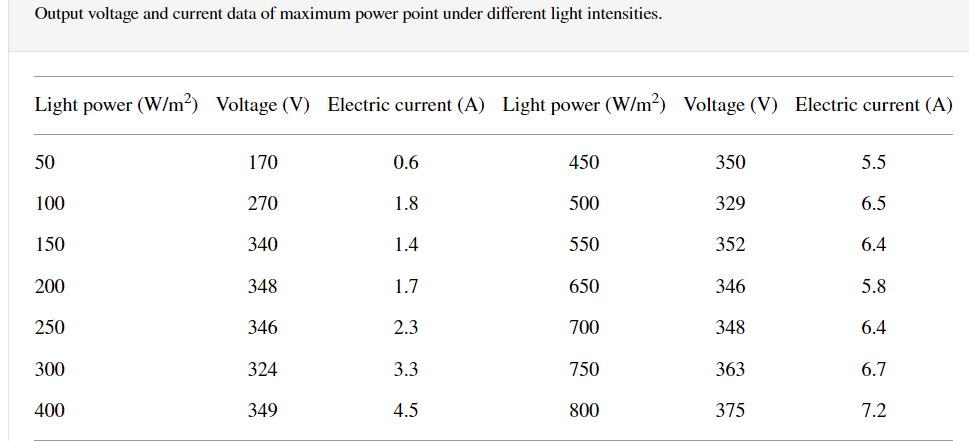 Output voltage and current data of maximum power point under different light intensities.
Light power (W/m²) Voltage (V) Electric current (A) Light power (W/m²) Voltage (V) Electric current (A)
50 170 0.6 450 350 5.5
100 270 1.8 500 329 6.5
150 340 1.4 550 352 6.4
200 348 1.7 650 346 5.8
250 346 2.3 700 348 6.4
300 324 3.3 750 363 6.7
400 349 4.5 800 375 7.2